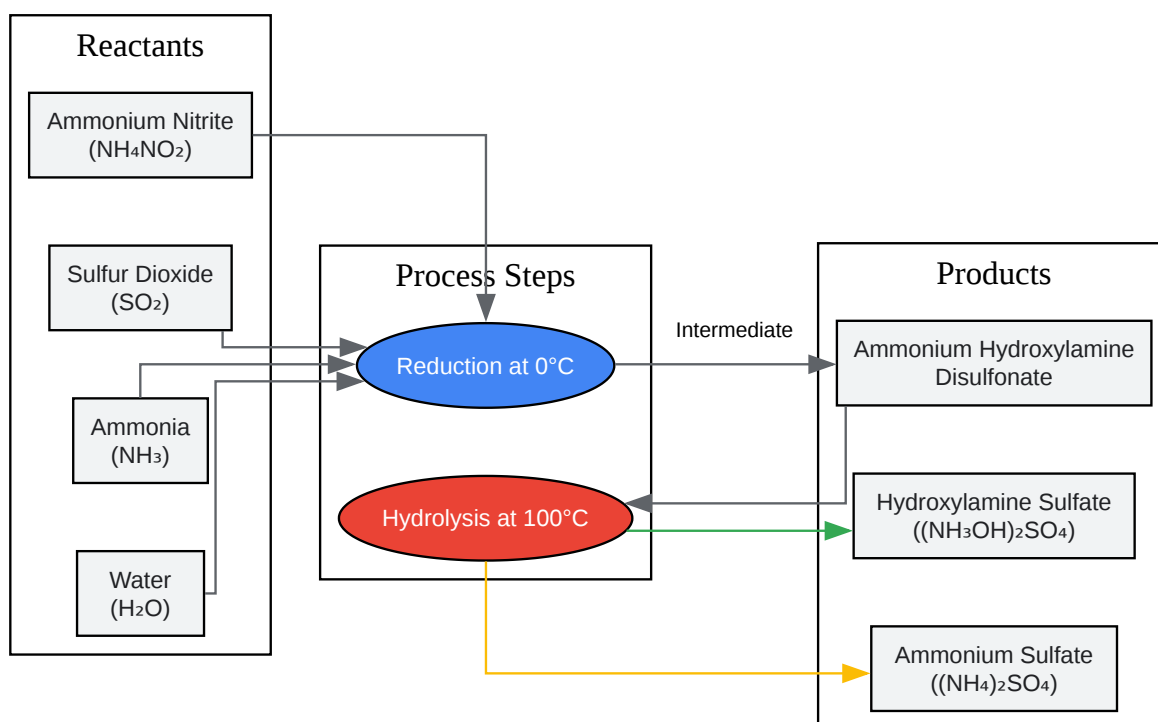 Reactants
Ammonium Nitrite
(NH₄NO₂)
Sulfur Dioxide
(SO₂)
Ammonia
(NH₃)
Water
(H₂O)
Process Steps
Reduction at 0°C
Hydrolysis at 100°C
Intermediate
Products
Ammonium Hydroxylamine
Disulfonate
Hydroxylamine Sulfate
((NH₃OH)₂SO₄)
Ammonium Sulfate
((NH₄)₂SO₄)